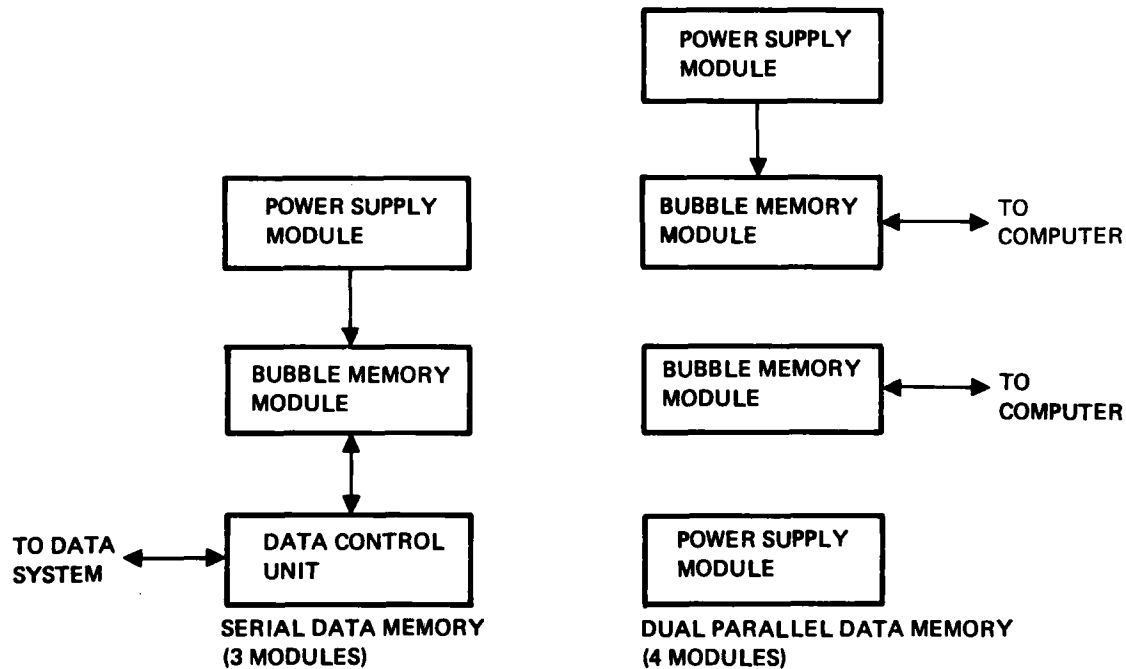 POWER SUPPLY
MODULE
BUBBLE MEMORY
MODULE
DATA CONTROL
UNIT
TO DATA
SYSTEM
SERIAL DATA MEMORY
(3 MODULES)
POWER SUPPLY
MODULE
BUBBLE MEMORY
MODULE
TO
COMPUTER
BUBBLE MEMORY
MODULE
TO
COMPUTER
POWER SUPPLY
MODULE
DUAL PARALLEL DATA MEMORY
(4 MODULES)